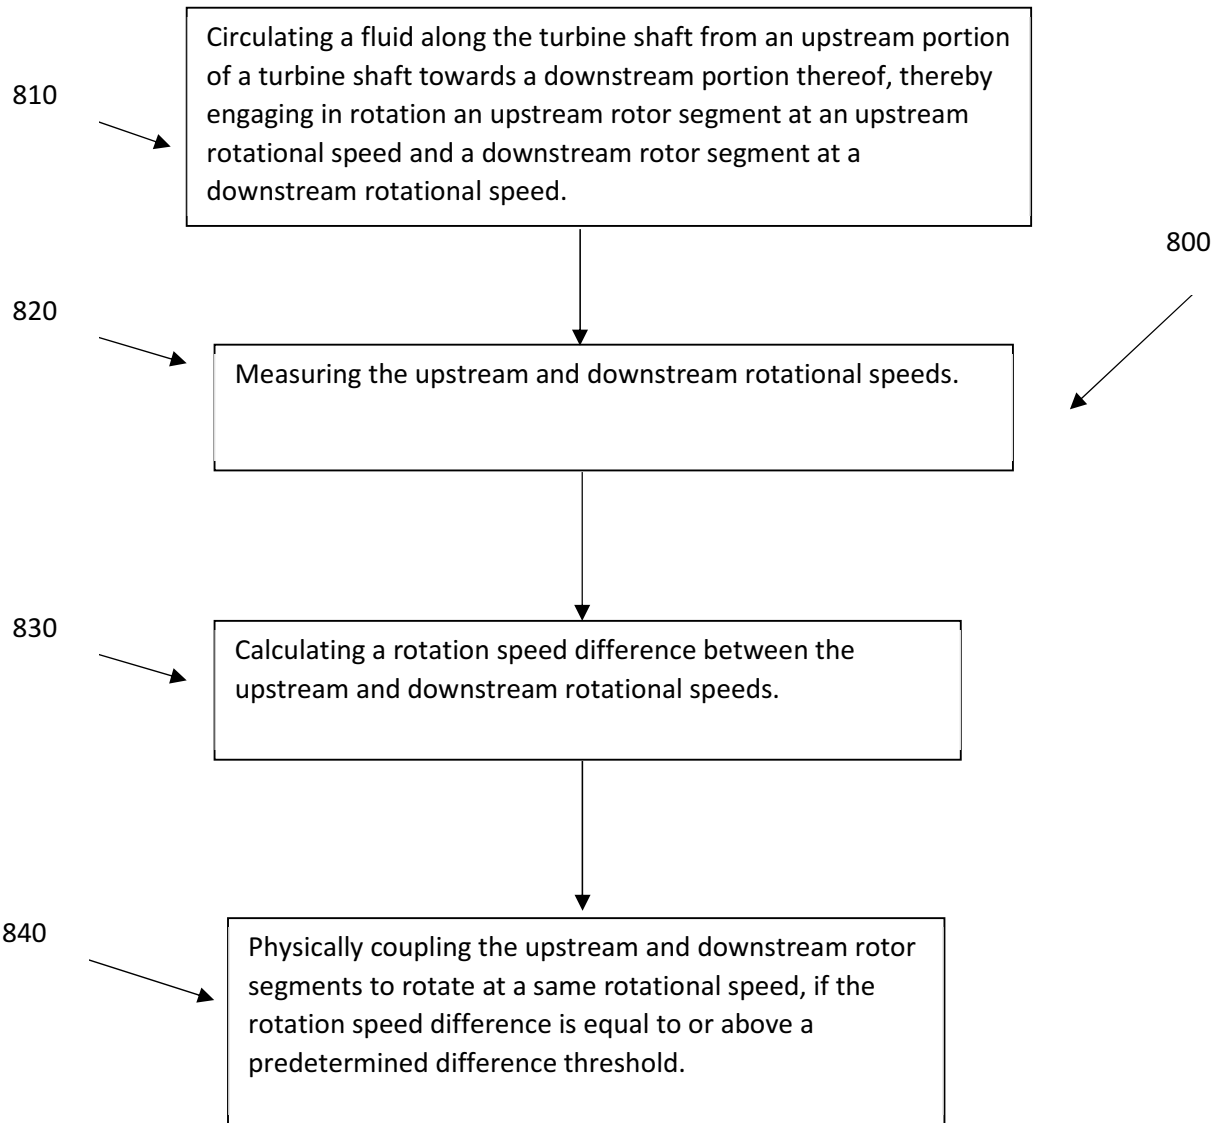 810
Circulating a fluid along the turbine shaft from an upstream portion
of a turbine shaft towards a downstream portion thereof, thereby
engaging in rotation an upstream rotor segment at an upstream
rotational speed and a downstream rotor segment at a
downstream rotational speed.
800
820
Measuring the upstream and downstream rotational speeds.
830
Calculating a rotation speed difference between the
upstream and downstream rotational speeds.
840
Physically coupling the upstream and downstream rotor
segments to rotate at a same rotational speed, if the
rotation speed difference is equal to or above a
predetermined difference threshold.